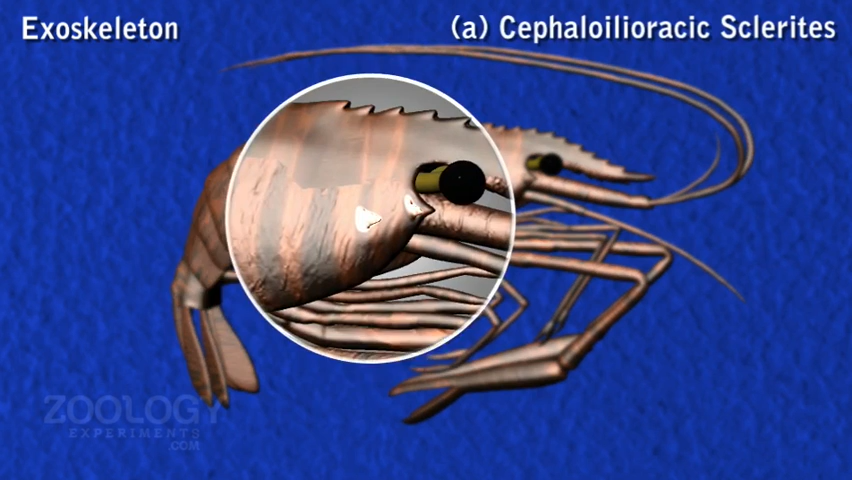 Exoskeleton
(a) Cephaloilioracic Sclerites
ZOOLOGY
EXPERIMENTS
.COM